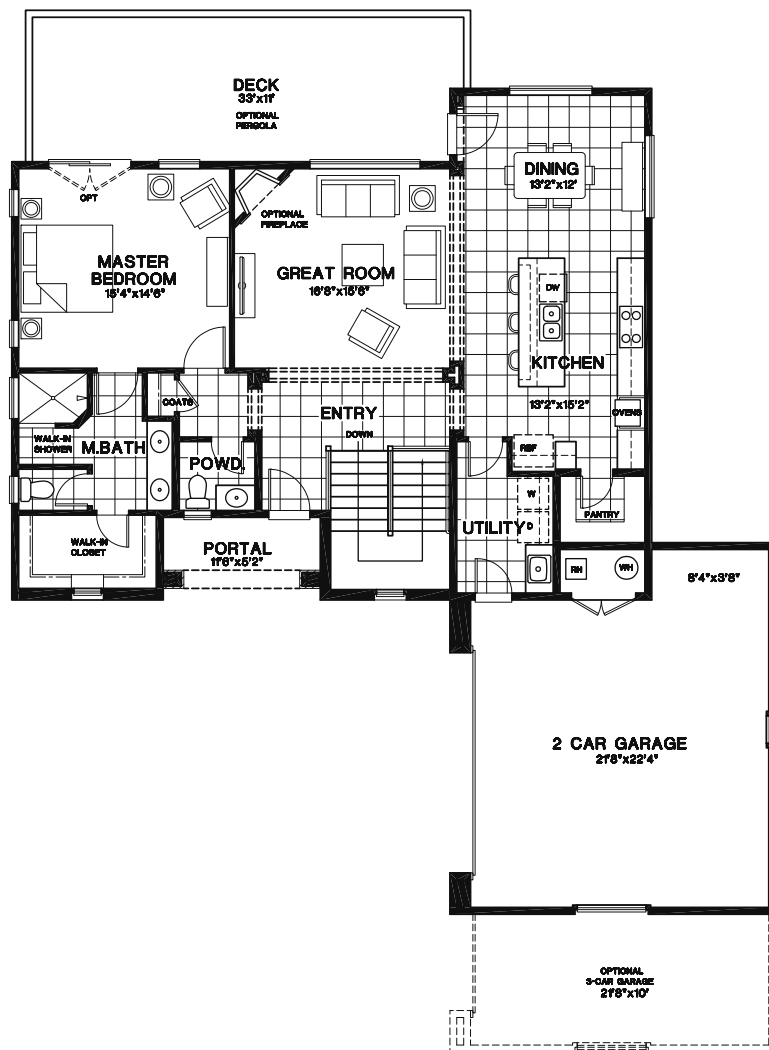 DECK
33'x11'
OPTIONAL
PERGOLA
DINING
13'2"x12'
OPT
OPTIONAL
FIREPLACE
MASTER
BEDROOM
15'4"x14'6"
GREAT ROOM
16'8"x15'6"
DW
KITCHEN
13'2"x15'2"
OVENS
COATS
ENTRY
DOWN
WALK-IN
SHOWER
M.BATH
POWD.
REF
W
D
UTILITY
PANTRY
WALK-IN
CLOSET
PORTAL
11'6"x5'2"
RH
WH
8'4"x3'8"
2 CAR GARAGE
21'8"x22'4"
OPTIONAL
3-CAR GARAGE
21'8"x10'